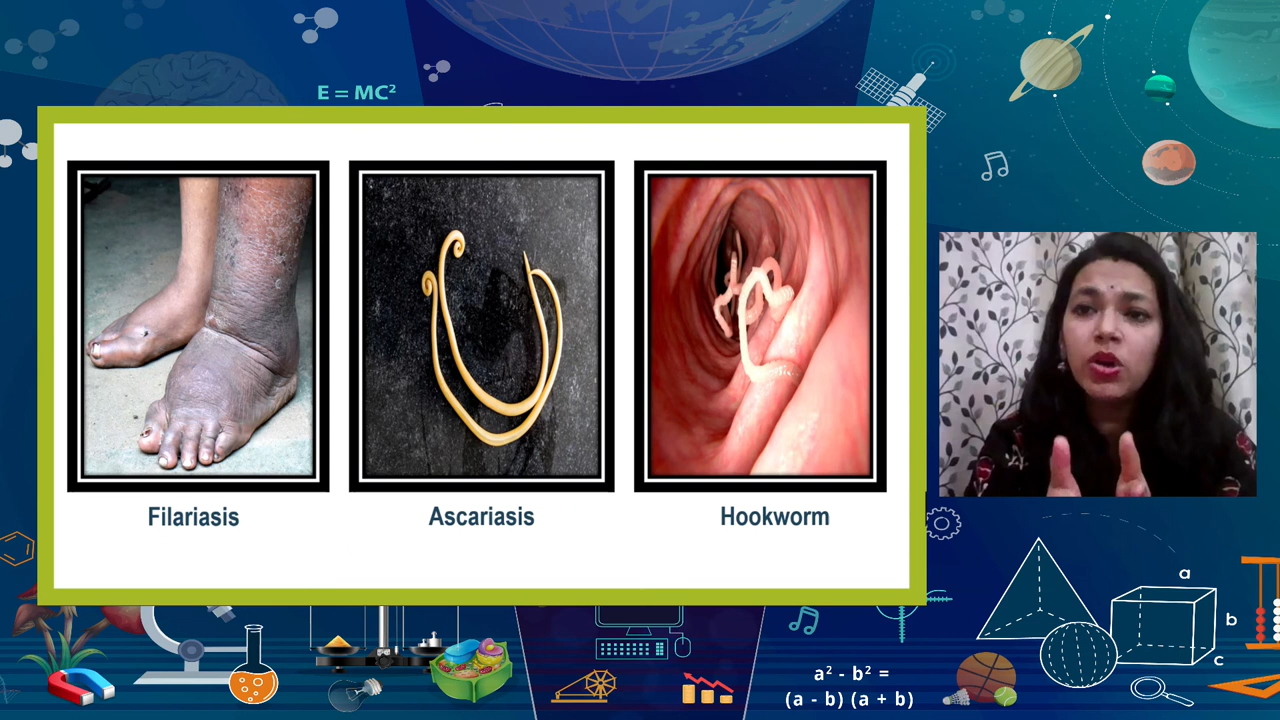 E = MC²
Filariasis
Ascariasis
Hookworm
a
b
c
a² - b² =
(a - b) (a + b)